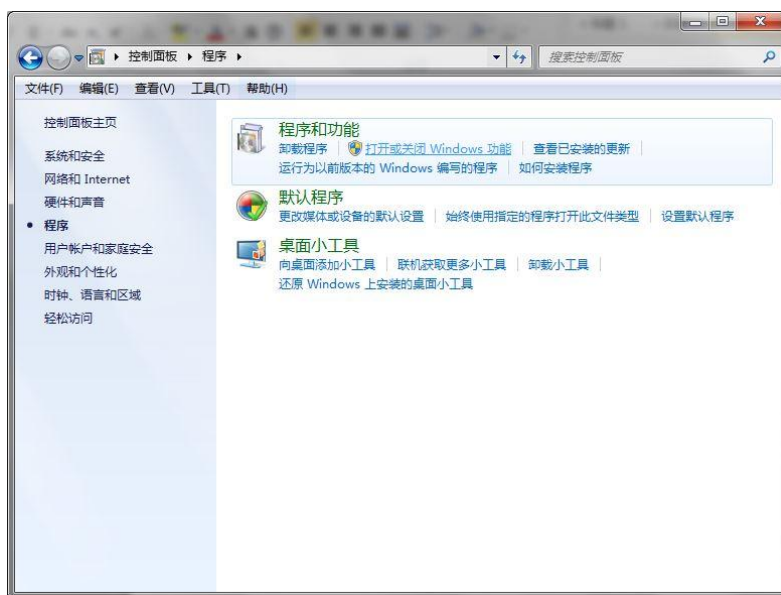 控制面板 程序
搜索控制面板
文件(F) 编辑(E) 查看(V) 工具(T) 帮助(H)
控制面板主页
系统和安全
网络和 Internet
硬件和声音
程序
用户帐户和家庭安全
外观和个性化
时钟、语言和区域
轻松访问
程序和功能
卸载程序 打开或关闭 Windows 功能 查看已安装的更新
运行为以前版本的 Windows 编写的程序 如何安装程序
默认程序
更改媒体或设备的默认设置 始终使用指定的程序打开此文件类型 设置默认程序
桌面小工具
向桌面添加小工具 联机获取更多小工具 卸载小工具
还原 Windows 上安装的桌面小工具